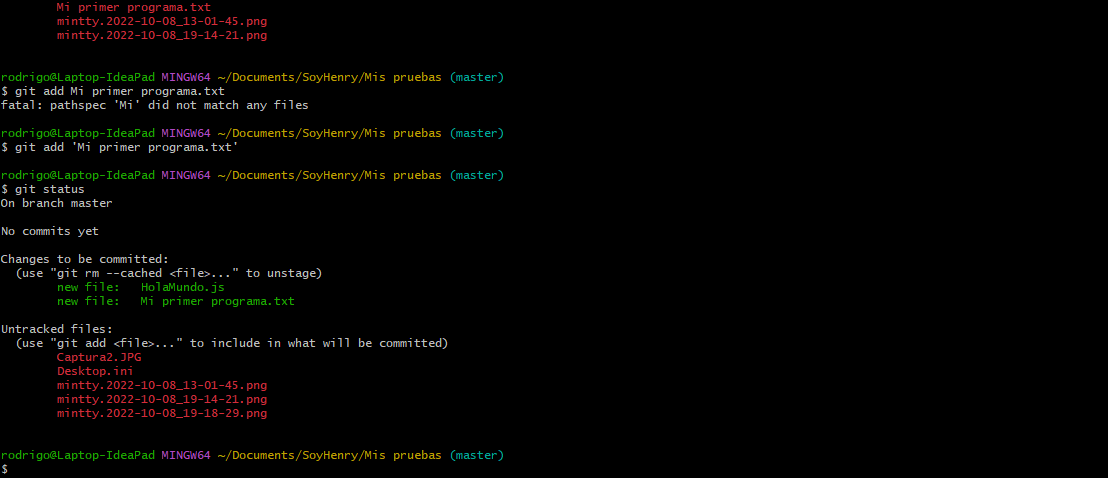 Mi primer programa.txt
mintty.2022-10-08_13-01-45.png
mintty.2022-10-08_19-14-21.png
rodrigo@Laptop-IdeaPad MINGW64 ~/Documents/SoyHenry/Mis pruebas (master)
$ git add Mi primer programa.txt
fatal: pathspec 'Mi' did not match any files
rodrigo@Laptop-IdeaPad MINGW64 ~/Documents/SoyHenry/Mis pruebas (master)
$ git add 'Mi primer programa.txt'
rodrigo@Laptop-IdeaPad MINGW64 ~/Documents/SoyHenry/Mis pruebas (master)
$ git status
On branch master
No commits yet
Changes to be committed:
(use "git rm --cached <file>..." to unstage)
new file:   HolaMundo.js
new file:   Mi primer programa.txt
Untracked files:
(use "git add <file>..." to include in what will be committed)
Captura2.JPG
Desktop.ini
mintty.2022-10-08_13-01-45.png
mintty.2022-10-08_19-14-21.png
mintty.2022-10-08_19-18-29.png
rodrigo@Laptop-IdeaPad MINGW64 ~/Documents/SoyHenry/Mis pruebas (master)
$